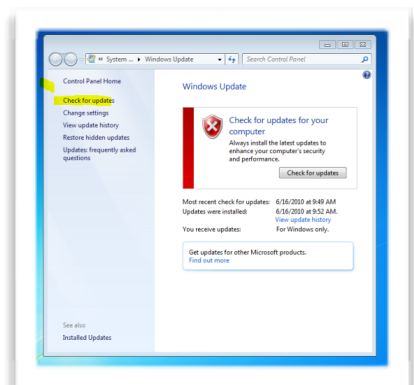 « System ... ▸ Windows Update
Search Control Panel
Control Panel Home
Check for updates
Change settings
View update history
Restore hidden updates
Updates: frequently asked
questions
See also
Installed Updates
Windows Update
Check for updates for your
computer
Always install the latest updates to
enhance your computer's security
and performance.
Check for updates
Most recent check for updates: 6/16/2010 at 9:49 AM
Updates were installed: 6/16/2010 at 9:52 AM.
View update history
You receive updates: For Windows only.
Get updates for other Microsoft products.
Find out more